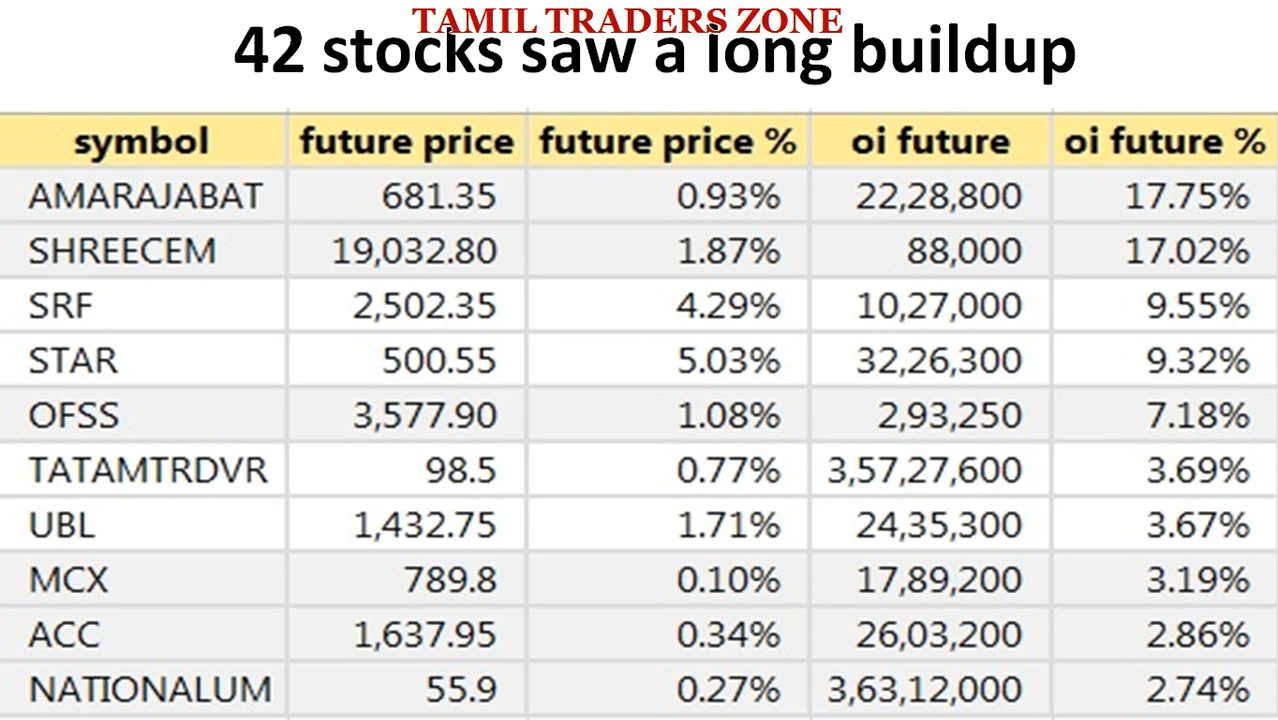 TAMIL TRADERS ZONE
42 stocks saw a long buildup
symbol future price future price % oi future oi future %
AMARAJABAT 681.35 0.93% 22,28,800 17.75%
SHREECEM 19,032.80 1.87% 88,000 17.02%
SRF 2,502.35 4.29% 10,27,000 9.55%
STAR 500.55 5.03% 32,26,300 9.32%
OFSS 3,577.90 1.08% 2,93,250 7.18%
TATAMTRDVR 98.5 0.77% 3,57,27,600 3.69%
UBL 1,432.75 1.71% 24,35,300 3.67%
MCX 789.8 0.10% 17,89,200 3.19%
ACC 1,637.95 0.34% 26,03,200 2.86%
NATIONALUM 55.9 0.27% 3,63,12,000 2.74%